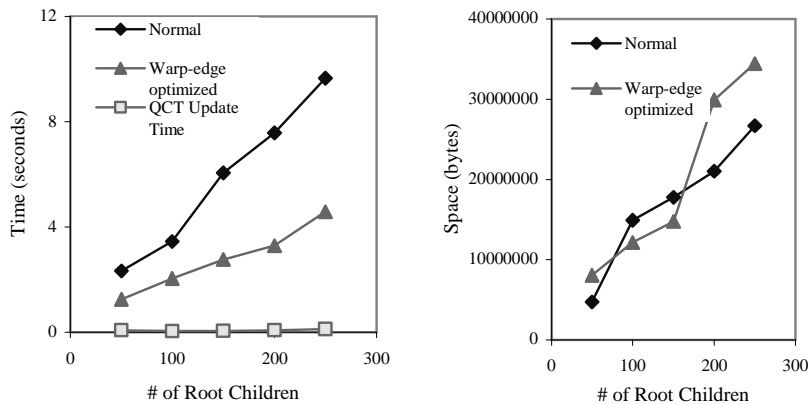 12
8
4
0
0
100
200
300
# of Root Children
Time (seconds)
Normal
Warp-edge
optimized
QCT Update
Time
40000000
30000000
20000000
10000000
0
0
100
200
300
# of Root Children
Space (bytes)
Normal
Warp-edge
optimized